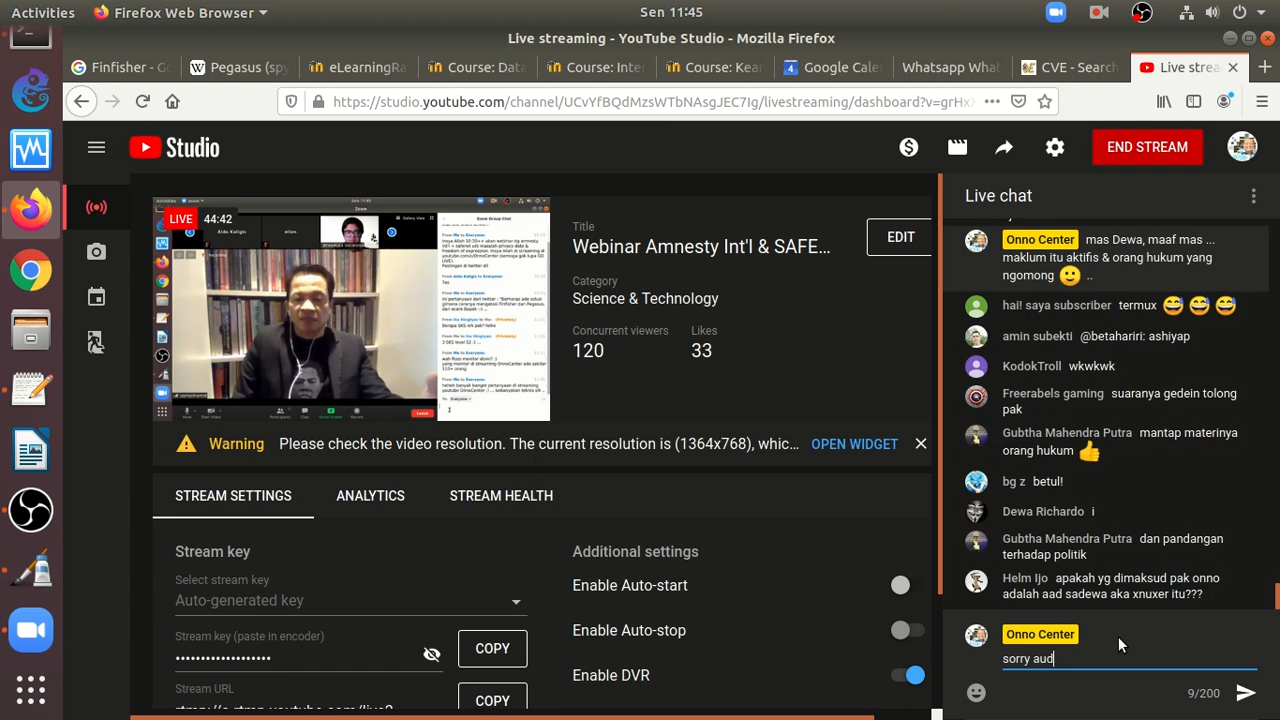 Activities
Firefox Web Browser
Sen 11:45
Live streaming - YouTube Studio - Mozilla Firefox
Finfisher - G
Pegasus (spy
eLearningRa
Course: Dat
Course: Inte
Course: Kea
Google Cale
Whatsapp Wha
CVE - Search
Live strea
https://studio.youtube.com/channel/UCvYfBQdMzsWTbNAsgJEC7Ig/livestreaming/dashboard?v=grHx
Studio
END STREAM
LIVE 44:42
Title
Webinar Amnesty Int'l & SAFE...
EDIT
Category
Science & Technology
Concurrent viewers
Likes
120
33
Warning Please check the video resolution. The current resolution is (1364x768), whic...
OPEN WIDGET
STREAM SETTINGS
ANALYTICS
STREAM HEALTH
Stream key
Select stream key
Auto-generated key
Stream key (paste in encoder)
COPY
Stream URL
COPY
Additional settings
Enable Auto-start
Enable Auto-stop
Enable DVR
Live chat
Onno Center mas Dewa maaf mas ...
maklum itu aktifis & orang hukum yang
ngomong 🙂 ..
hai! saya subscriber termux 😅😅😅
amin subekti @betahariri: ashyap
KodokTroll wkwkwk
Freerabels gaming suaranya gedein tolong
pak
Gubtha Mahendra Putra mantap materinya
orang hukum 👍
bg z betul!
Dewa Richardo i
Gubtha Mahendra Putra dan pandangan
terhadap politik
Helm Ijo apakah yg dimaksud pak onno
adalah aad sadewa aka xnuxer itu???
Onno Center
sorry aud
9/200